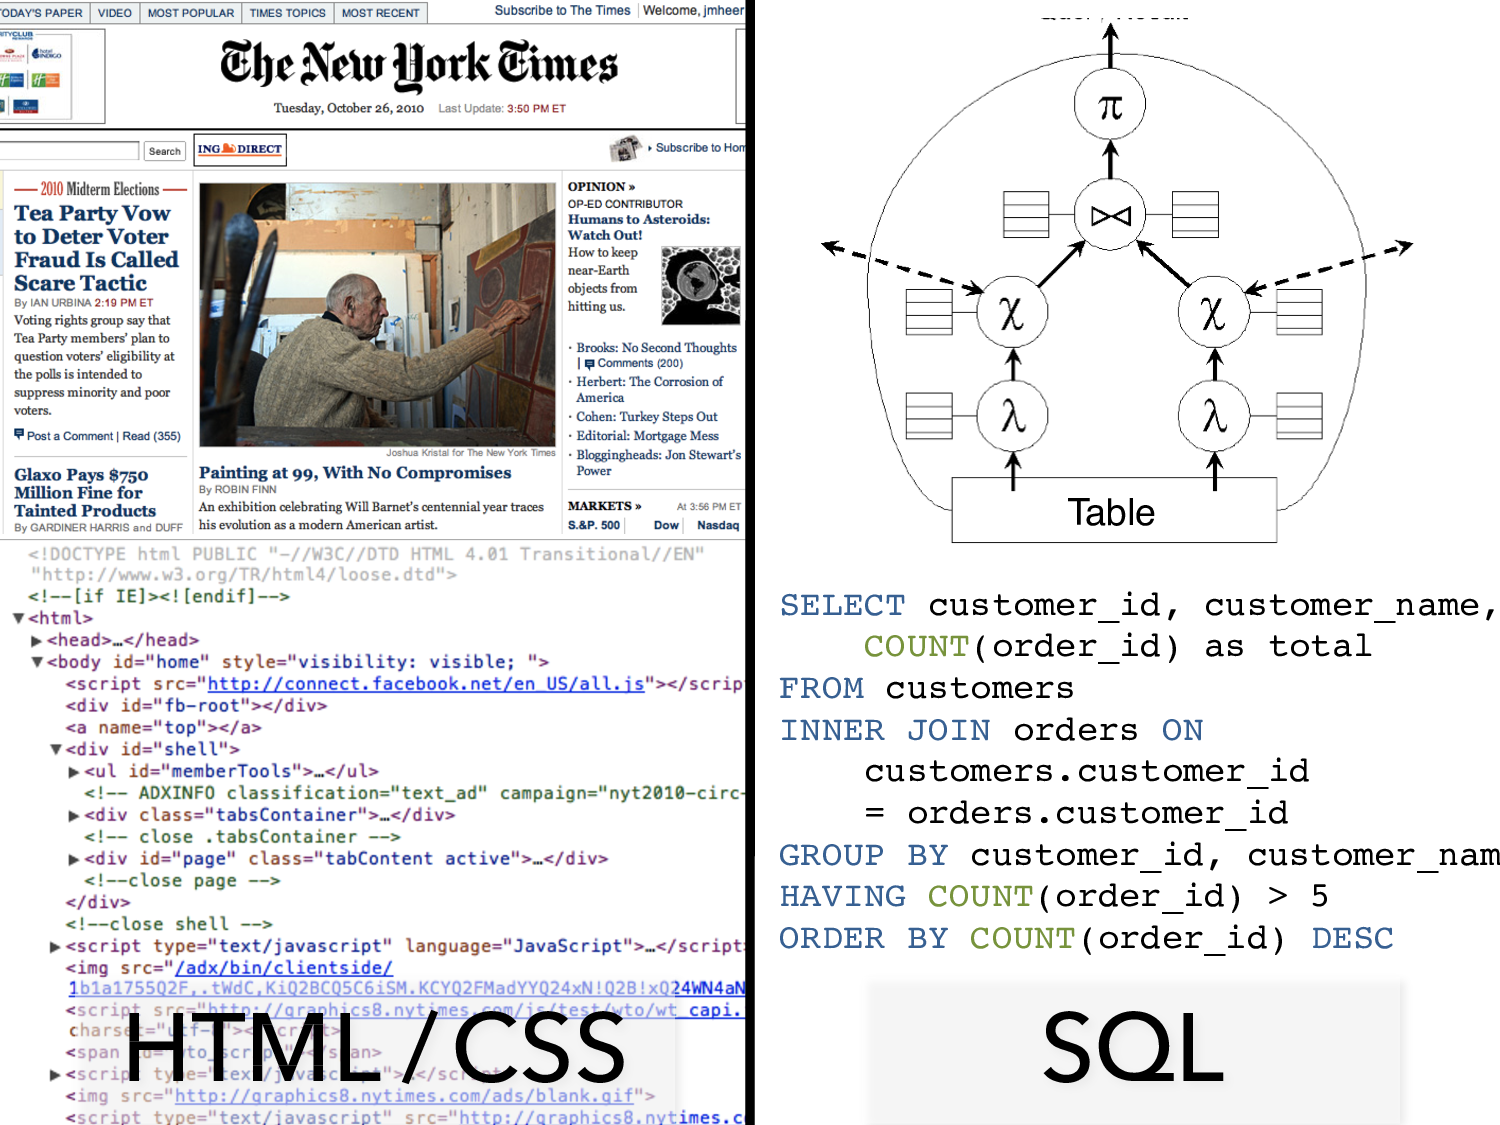 TODAY'S PAPER VIDEO MOST POPULAR TIMES TOPICS MOST RECENT
Subscribe to The Times Welcome, jmheer
The New York Times
Tuesday, October 26, 2010 Last Update: 3:50 PM ET
Search
ING DIRECT
Subscribe to Hom
2010 Midterm Elections
Tea Party Vow
to Deter Voter
Fraud Is Called
Scare Tactic
By IAN URBINA 2:19 PM ET
Voting rights group say that
Tea Party members' plan to
question voters' eligibility at
the polls is intended to
suppress minority and poor
voters.
Post a Comment | Read (355)
Glaxo Pays $750
Million Fine for
Tainted Products
By GARDINER HARRIS and DUFF
Joshua Kristal for The New York Times
Painting at 99, With No Compromises
By ROBIN FINN
An exhibition celebrating Will Barnet's centennial year traces
his evolution as a modern American artist.
OPINION »
OP-ED CONTRIBUTOR
Humans to Asteroids:
Watch Out!
How to keep
near-Earth
objects from
hitting us.
· Brooks: No Second Thoughts
| Comments (200)
· Herbert: The Corrosion of
America
· Cohen: Turkey Steps Out
· Editorial: Mortgage Mess
· Bloggingheads: Jon Stewart's
Power
MARKETS » At 3:56 PM ET
S.&P. 500 Dow Nasdaq
<!DOCTYPE html PUBLIC "-//W3C//DTD HTML 4.01 Transitional//EN"
"http://www.w3.org/TR/html4/loose.dtd">
<!--[if IE]><![endif]-->
▼<html>
▶<head>…</head>
▼<body id="home" style="visibility: visible; ">
<script src="http://connect.facebook.net/en_US/all.js"></scrip
<div id="fb-root"></div>
<a name="top"></a>
▼<div id="shell">
▶<ul id="memberTools">…</ul>
<!-- ADXINFO classification="text_ad" campaign="nyt2010-circ-
▶<div class="tabsContainer">…</div>
<!-- close .tabsContainer -->
▶<div id="page" class="tabContent active">…</div>
<!--close page -->
</div>
<!--close shell -->
▶<script type="text/javascript" language="JavaScript">…</script>
<img src="/adx/bin/clientside/
1b1a1755Q2F,.tWdC,KiQ2BCQ5C6iSM.KCYQ2FMadYYQ24xN!Q2B!xQ24WN4aN
<script src="http://graphics8.nytimes.com/js/test/wto/wt_capi.
charset="utf-8"></script>
<span id="wto_scrip"></span>
▶<script type="text/javascript">…</script>
<img src="http://graphics8.nytimes.com/ads/blank.gif">
<script type="text/javascript" src="http://graphics8.nytimes.c
HTML / CSS
π
⋈
χ χ
λ λ
Table
SELECT customer_id, customer_name,
COUNT(order_id) as total
FROM customers
INNER JOIN orders ON
customers.customer_id
= orders.customer_id
GROUP BY customer_id, customer_nam
HAVING COUNT(order_id) > 5
ORDER BY COUNT(order_id) DESC
SQL